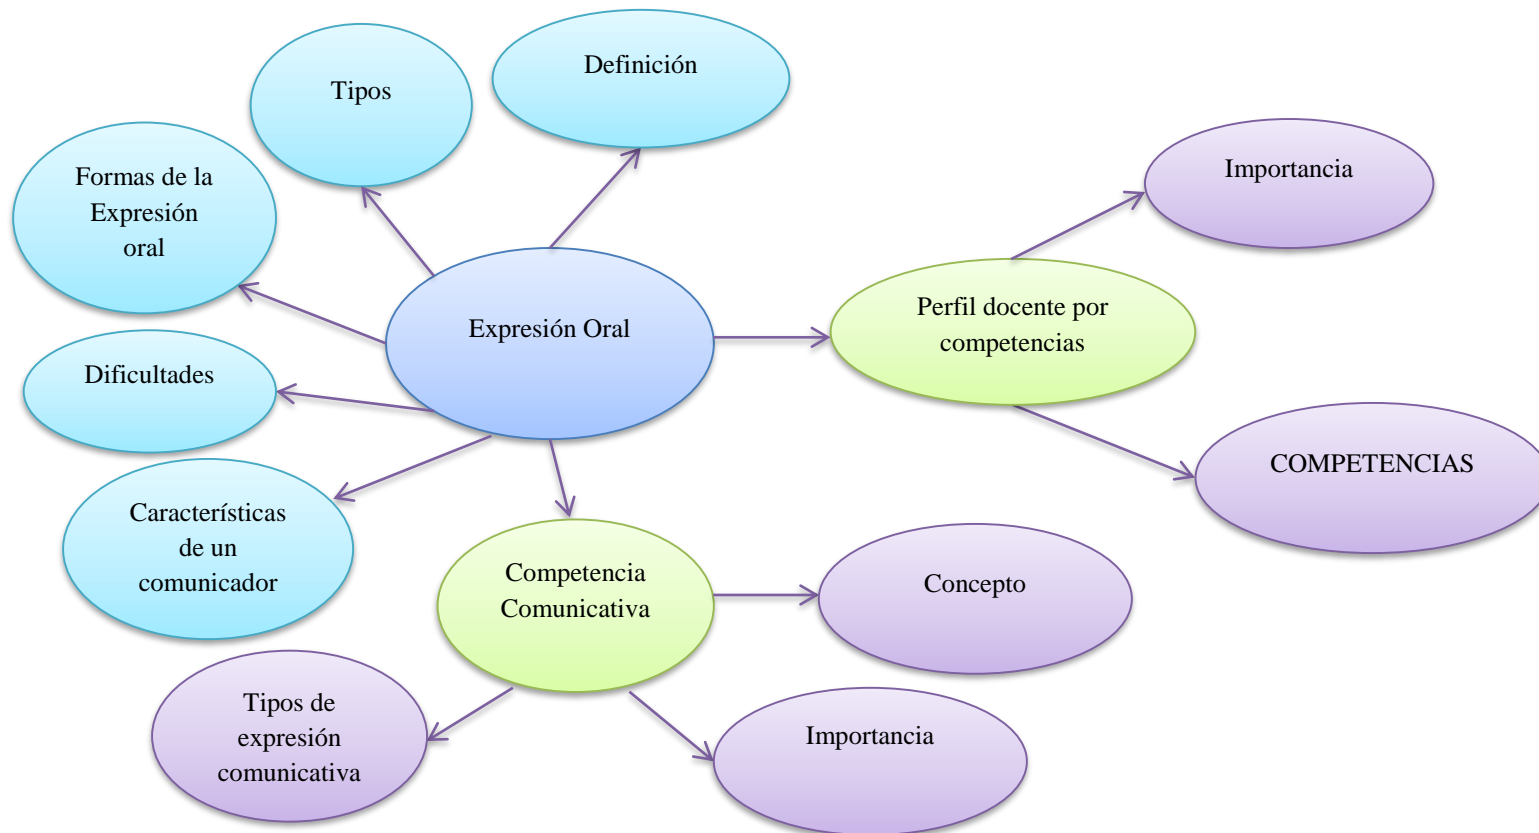 Definición
Tipos
Formas de la
Expresión
oral
Importancia
Expresión Oral
Perfil docente por
competencias
Dificultades
COMPETENCIAS
Características
de un
comunicador
Competencia
Comunicativa
Concepto
Tipos de
expresión
comunicativa
Importancia